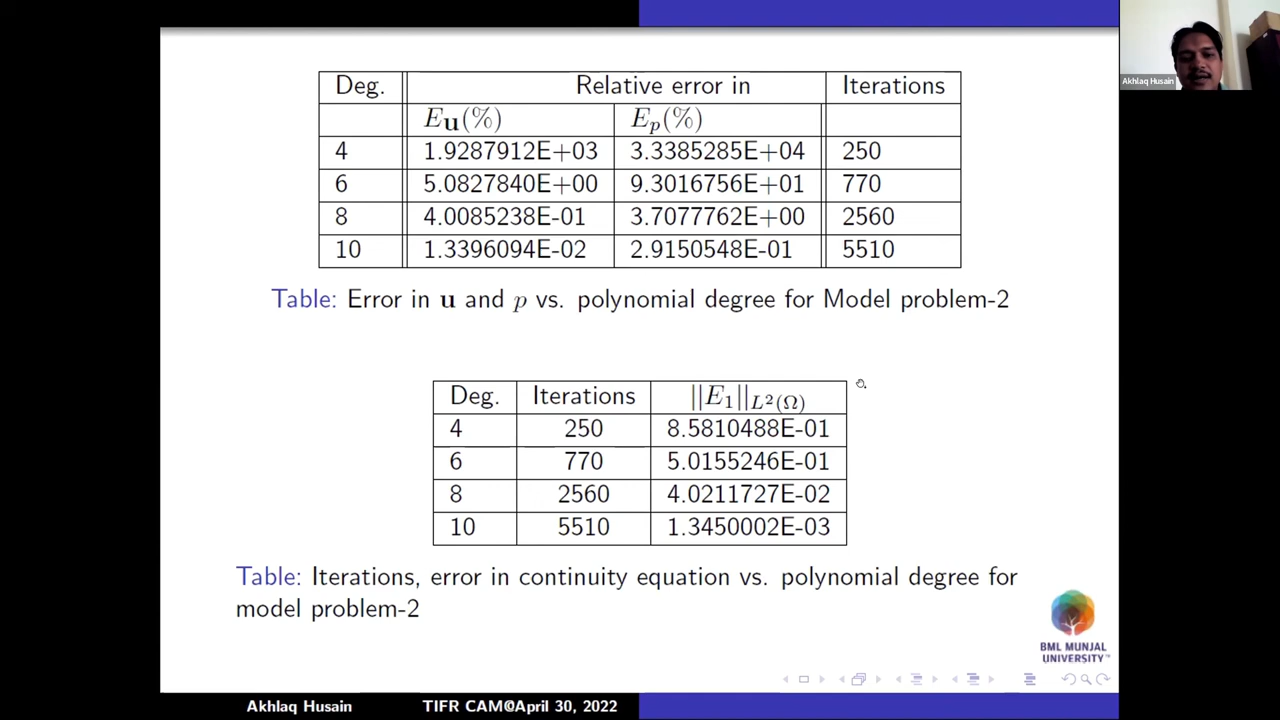 Akhlaq Husain
Deg. Relative error in Iterations
E_u(%) E_p(%)
4 1.9287912E+03 3.3385285E+04 250
6 5.0827840E+00 9.3016756E+01 770
8 4.0085238E-01 3.7077762E+00 2560
10 1.3396094E-02 2.9150548E-01 5510
Table: Error in u and p vs. polynomial degree for Model problem-2
Deg. Iterations ||E_1||_{L^2(Ω)}
4 250 8.5810488E-01
6 770 5.0155246E-01
8 2560 4.0211727E-02
10 5510 1.3450002E-03
Table: Iterations, error in continuity equation vs. polynomial degree for
model problem-2
BML MUNJAL
UNIVERSITY™
Akhlaq Husain TIFR CAM@April 30, 2022